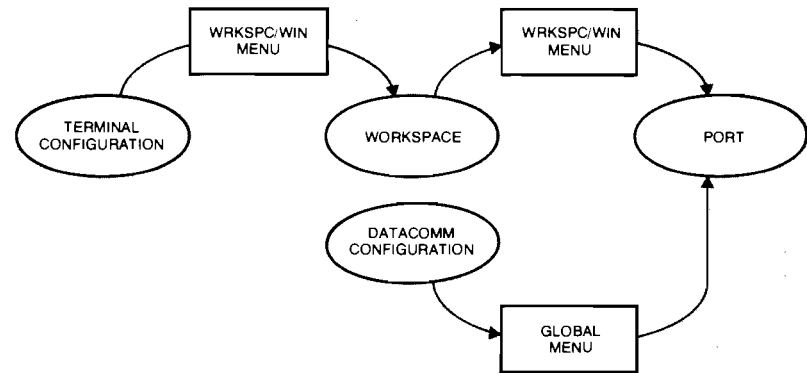 WRKSPC/WIN
MENU
WRKSPC/WIN
MENU
TERMINAL
CONFIGURATION
WORKSPACE
PORT
DATACOMM
CONFIGURATION
GLOBAL
MENU